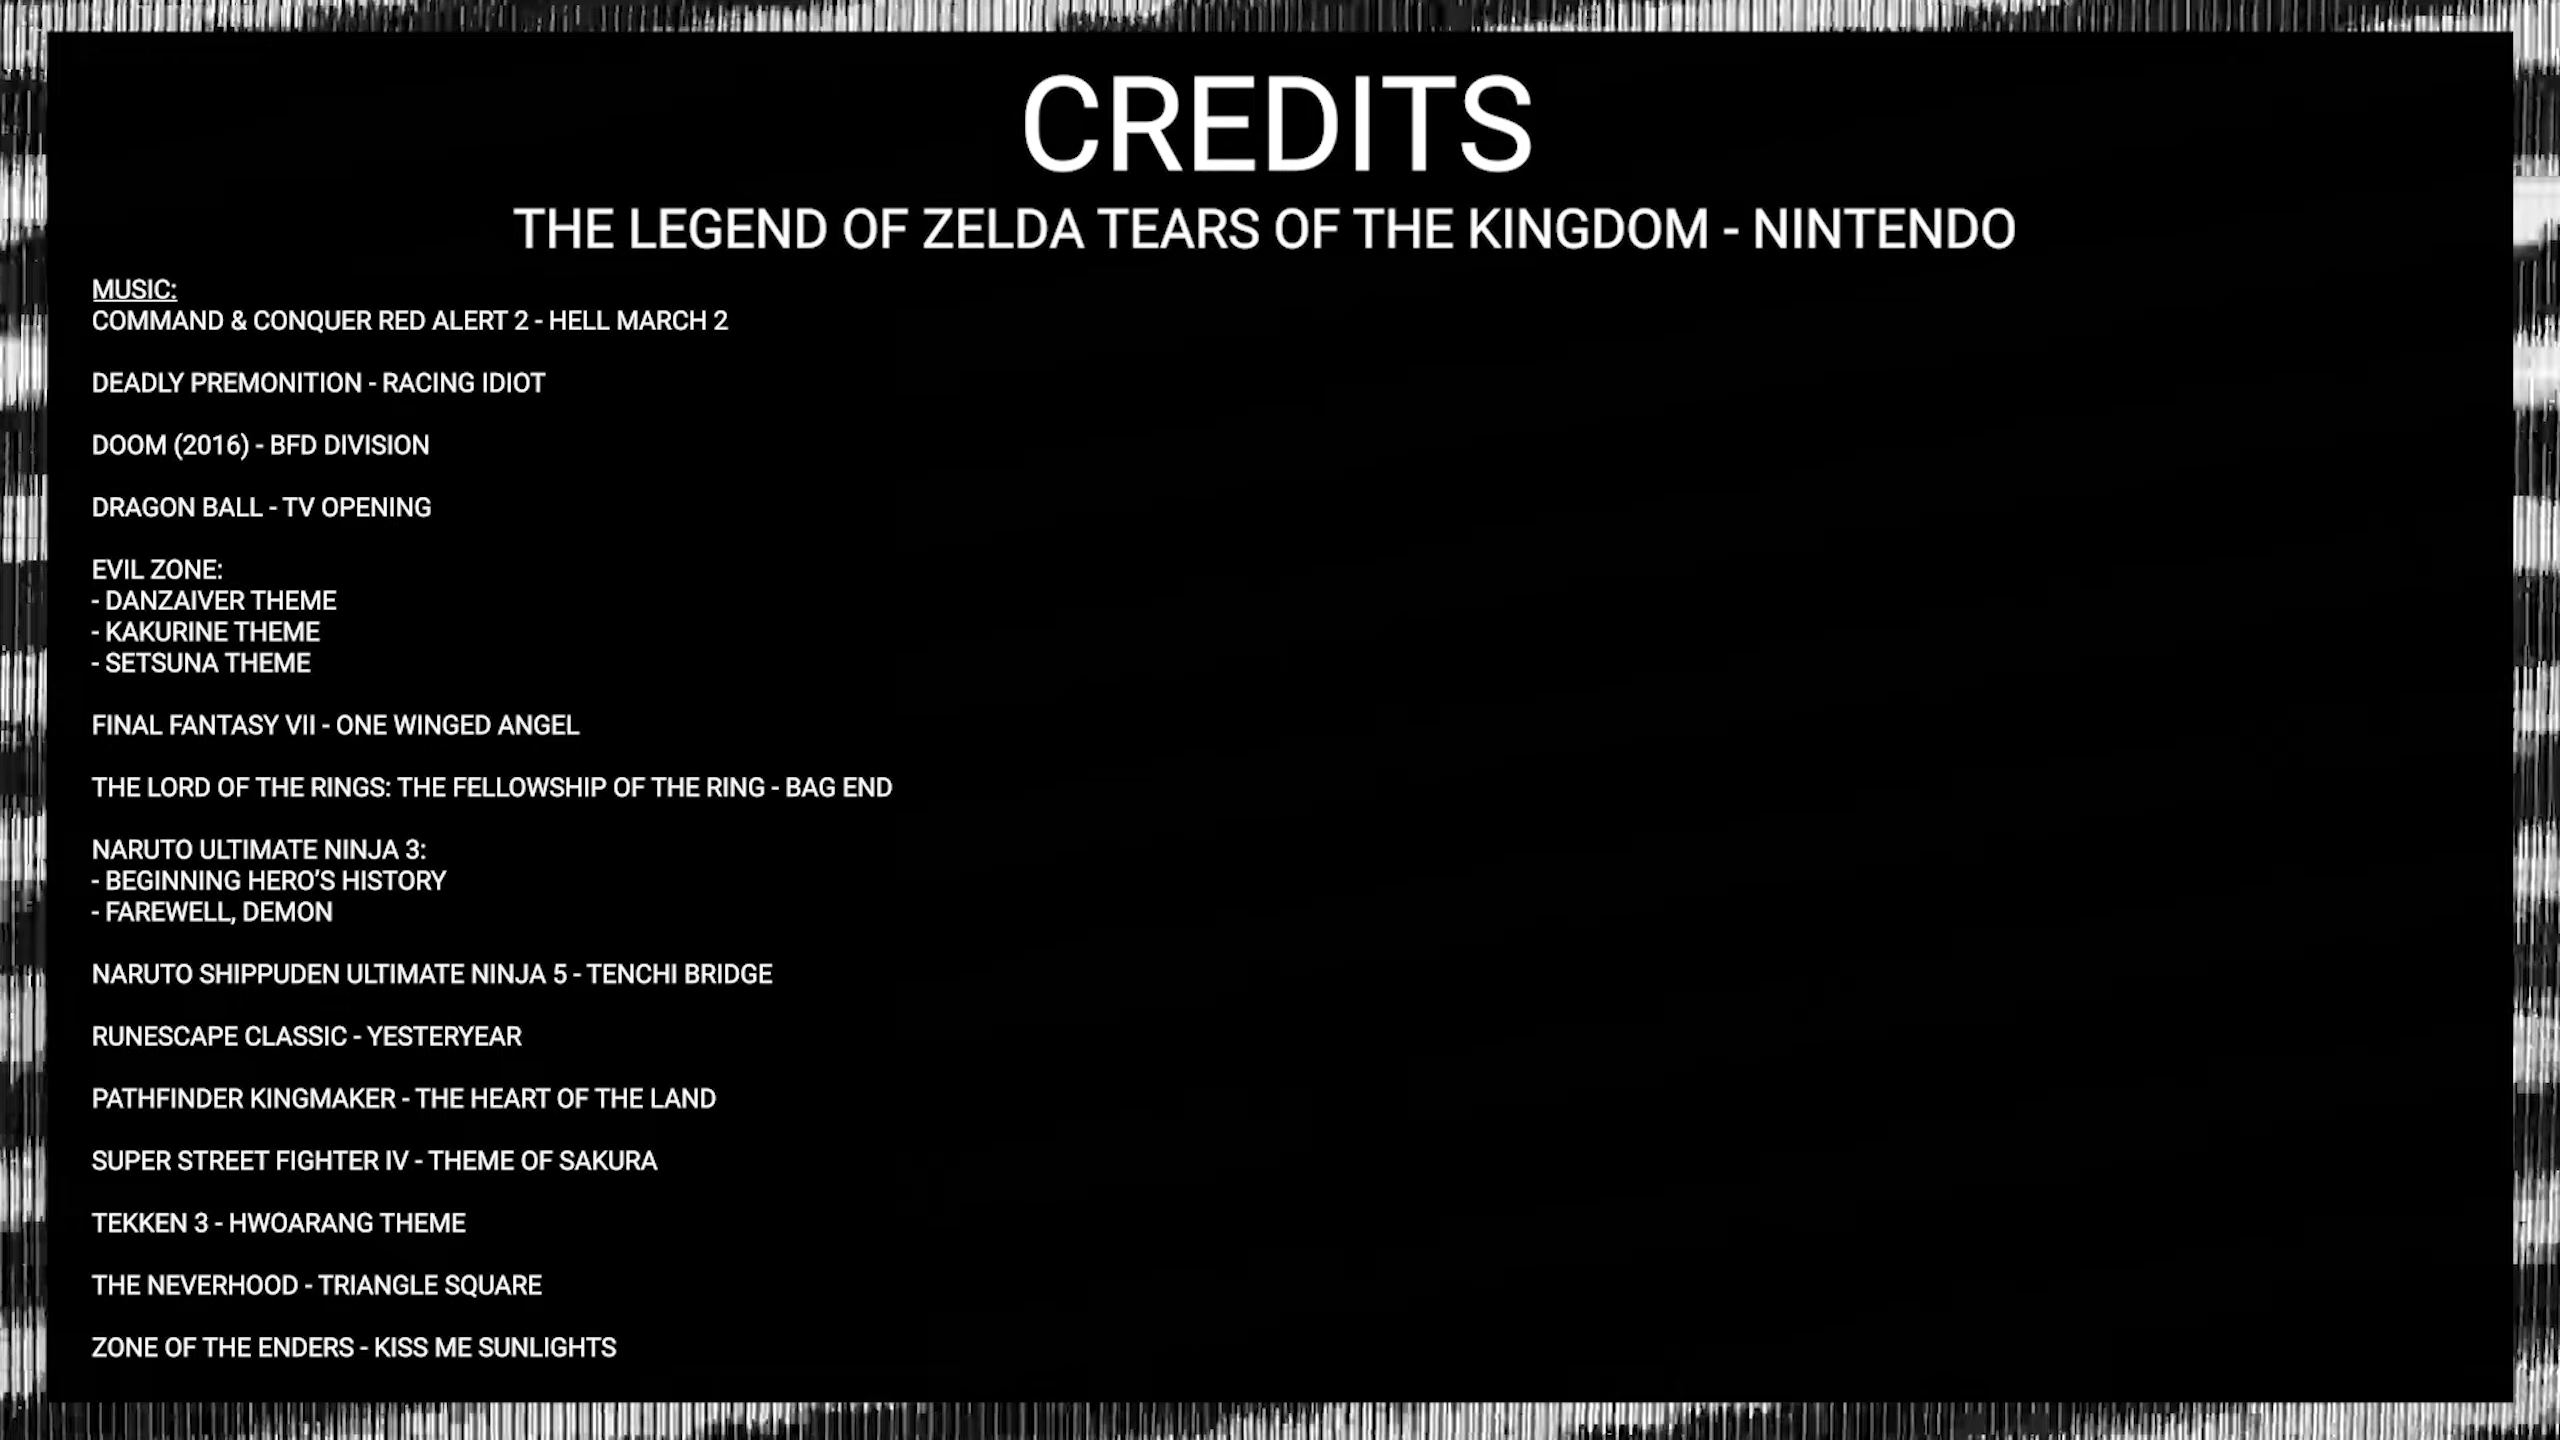 CREDITS
THE LEGEND OF ZELDA TEARS OF THE KINGDOM - NINTENDO
MUSIC:
COMMAND & CONQUER RED ALERT 2 - HELL MARCH 2
DEADLY PREMONITION - RACING IDIOT
DOOM (2016) - BFD DIVISION
DRAGON BALL - TV OPENING
EVIL ZONE:
- DANZAIVER THEME
- KAKURINE THEME
- SETSUNA THEME
FINAL FANTASY VII - ONE WINGED ANGEL
THE LORD OF THE RINGS: THE FELLOWSHIP OF THE RING - BAG END
NARUTO ULTIMATE NINJA 3:
- BEGINNING HERO'S HISTORY
- FAREWELL, DEMON
NARUTO SHIPPUDEN ULTIMATE NINJA 5 - TENCHI BRIDGE
RUNESCAPE CLASSIC - YESTERYEAR
PATHFINDER KINGMAKER - THE HEART OF THE LAND
SUPER STREET FIGHTER IV - THEME OF SAKURA
TEKKEN 3 - HWOARANG THEME
THE NEVERHOOD - TRIANGLE SQUARE
ZONE OF THE ENDERS - KISS ME SUNLIGHTS